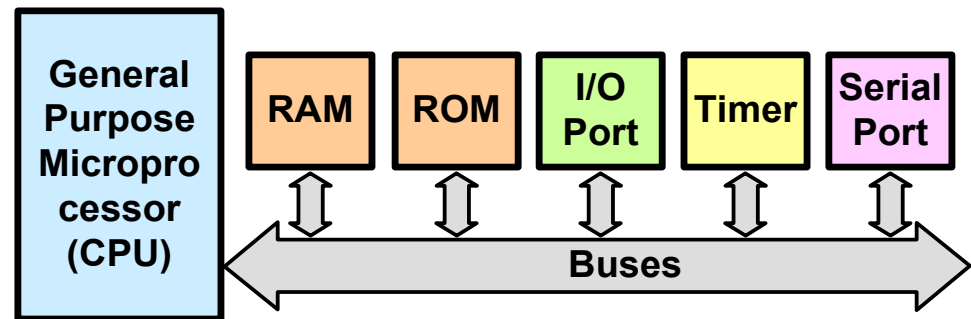 General
Purpose
Micropro
cessor
(CPU)
RAM
ROM
I/O
Port
Timer
Serial
Port
Buses